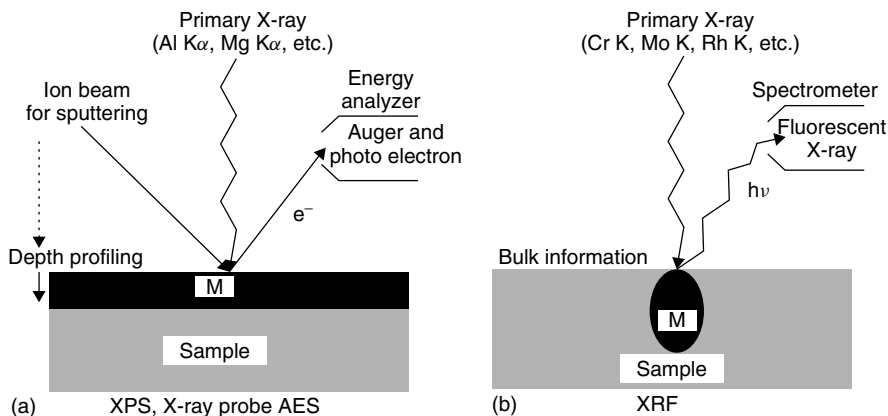 Primary X-ray
(Al Kα, Mg Kα, etc.)
Ion beam
for sputtering
Energy
analyzer
Auger and
photo electron
e⁻
Depth profiling
M
Sample
(a)
XPS, X-ray probe AES
Primary X-ray
(Cr K, Mo K, Rh K, etc.)
Spectrometer
Fluorescent
X-ray
hν
Bulk information
M
Sample
(b)
XRF